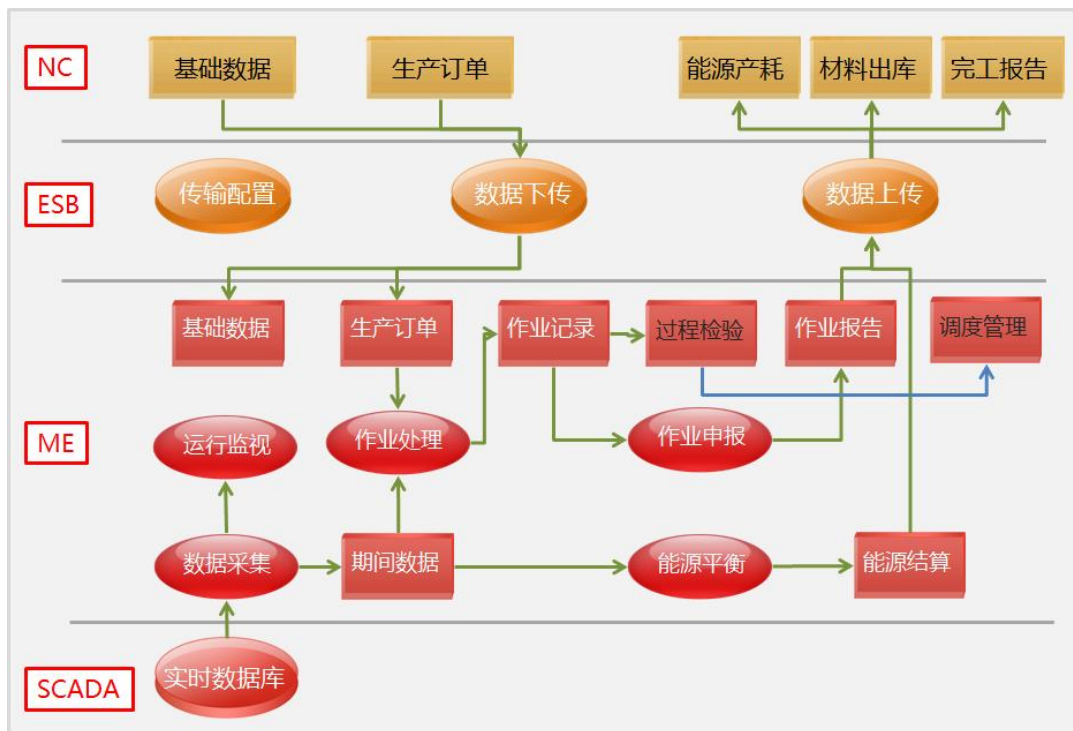 NC
基础数据
生产订单
能源产耗
材料出库
完工报告
ESB
传输配置
数据下传
数据上传
基础数据
生产订单
作业记录
过程检验
作业报告
调度管理
ME
运行监视
作业处理
作业申报
数据采集
期间数据
能源平衡
能源结算
SCADA
实时数据库